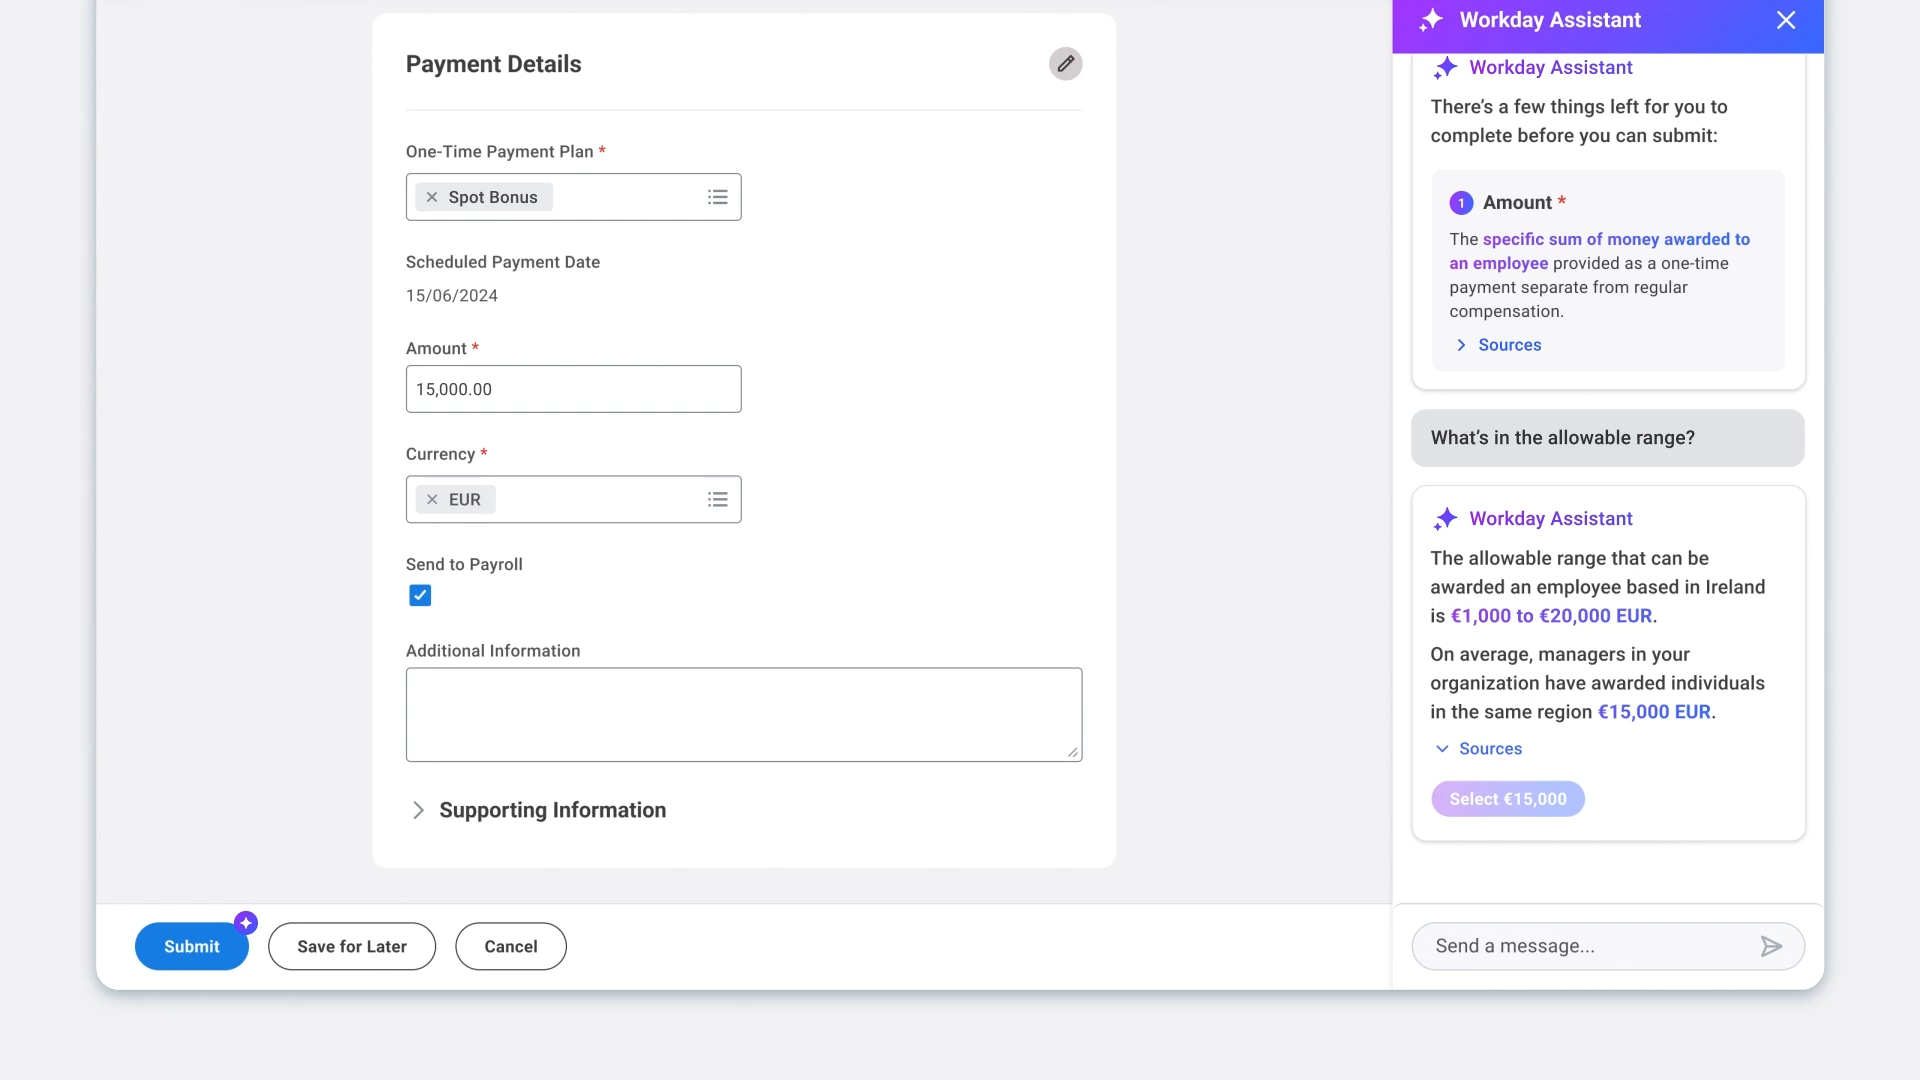 Payment Details
One-Time Payment Plan *
Spot Bonus
Scheduled Payment Date
15/06/2024
Amount *
15,000.00
Currency *
EUR
Send to Payroll
Additional Information
Supporting Information
Submit
Save for Later
Cancel
Workday Assistant
Workday Assistant
There’s a few things left for you to
complete before you can submit:
1 Amount *
The specific sum of money awarded to
an employee provided as a one-time
payment separate from regular
compensation.
Sources
What’s in the allowable range?
Workday Assistant
The allowable range that can be
awarded an employee based in Ireland
is €1,000 to €20,000 EUR.
On average, managers in your
organization have awarded individuals
in the same region €15,000 EUR.
Sources
Select €15,000
Send a message...